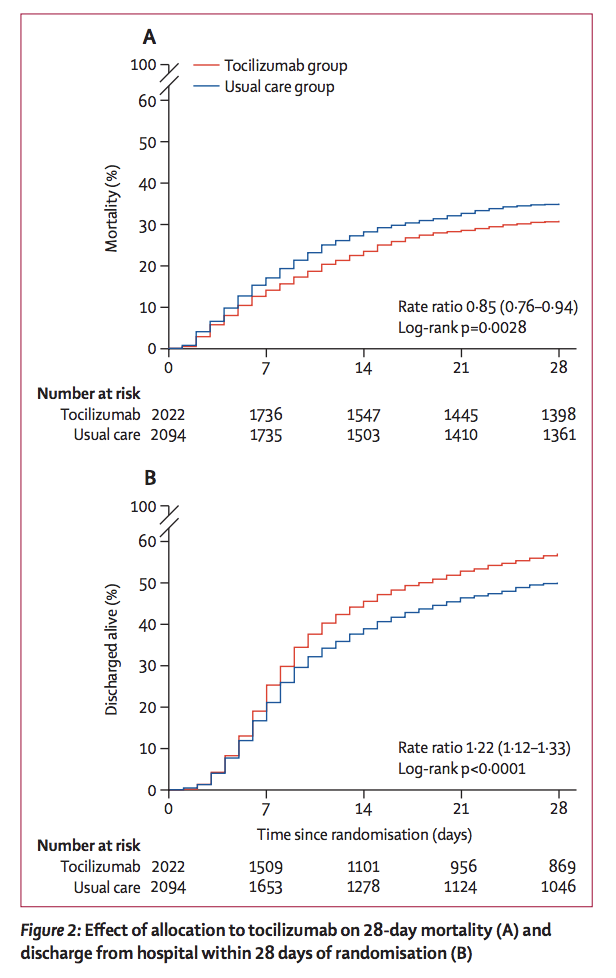 A
100
60
50
40
30
20
10
0
Mortality (%)
Tocilizumab group
Usual care group
Rate ratio 0·85 (0·76–0·94)
Log-rank p=0·0028
0 7 14 21 28
Number at risk
Tocilizumab 2022 1736 1547 1445 1398
Usual care 2094 1735 1503 1410 1361
B
100
60
50
40
30
20
10
0
Discharged alive (%)
Rate ratio 1·22 (1·12–1·33)
Log-rank p<0·0001
0 7 14 21 28
Time since randomisation (days)
Number at risk
Tocilizumab 2022 1509 1101 956 869
Usual care 2094 1653 1278 1124 1046
Figure 2: Effect of allocation to tocilizumab on 28-day mortality (A) and
discharge from hospital within 28 days of randomisation (B)